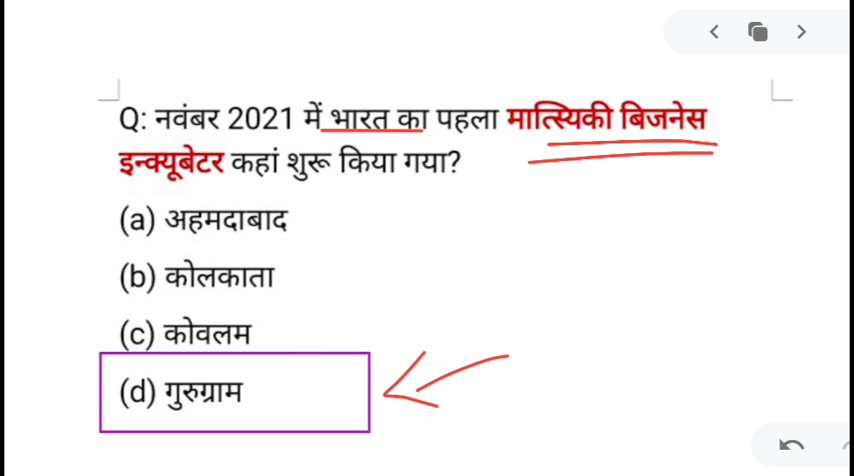 Q: नवंबर 2021 में भारत का पहला मात्स्यिकी बिजनेस
इन्क्यूबेटर कहां शुरू किया गया?
(a) अहमदाबाद
(b) कोलकाता
(c) कोवलम
(d) गुरुग्राम